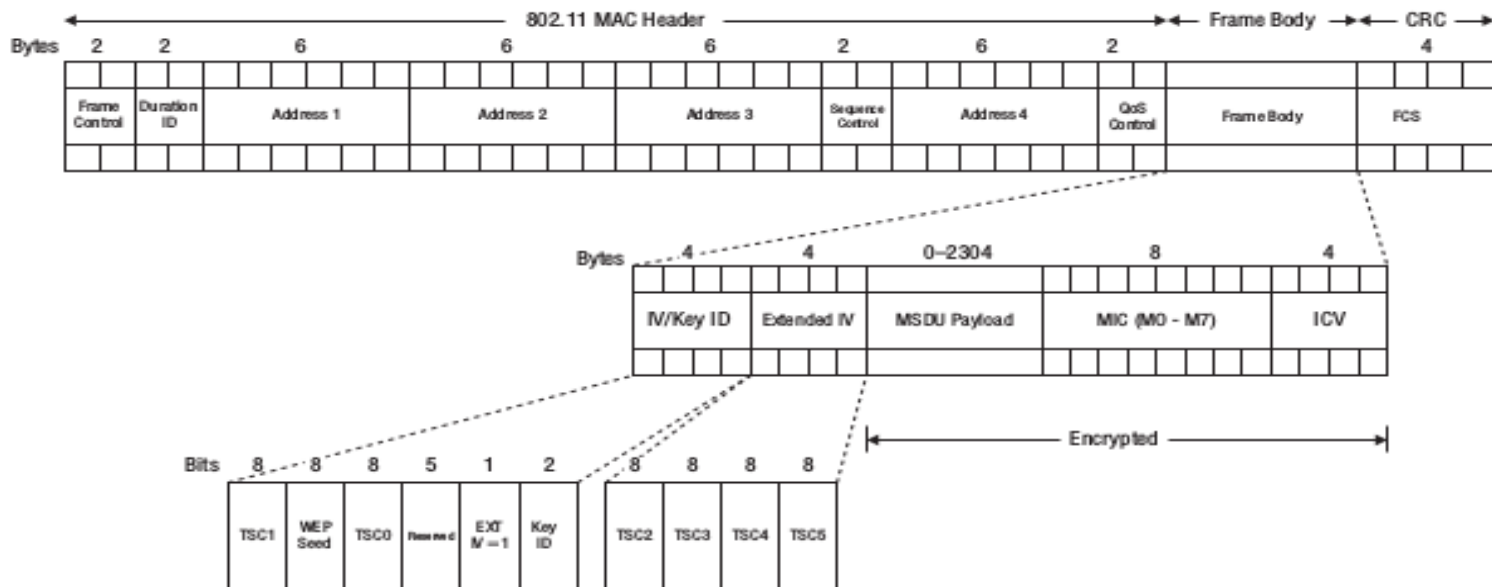 802.11 MAC Header Frame Body CRC
Bytes 2 2 6 6 6 2 6 2 4
Frame Control Duration ID Address 1 Address 2 Address 3 Sequence Control Address 4 QoS Control Frame Body FCS
Bytes 4 4 0–2304 8 4
IV/Key ID Extended IV MSDU Payload MIC (M0 - M7) ICV
Encrypted
Bits 8 8 8 5 1 2 8 8 8 8
TSC1 WEP Seed TSC0 Reserved EXT IV = 1 Key ID TSC2 TSC3 TSC4 TSC5